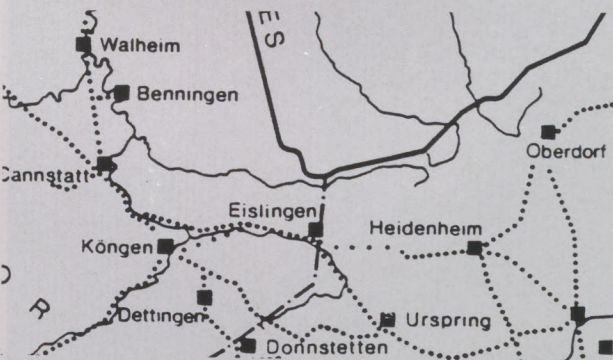 ES
Walheim
Benningen
Cannstatt
Oberdorf
Eislingen
Heidenheim
Köngen
O R
Dettingen
Urspring
Donnstetten